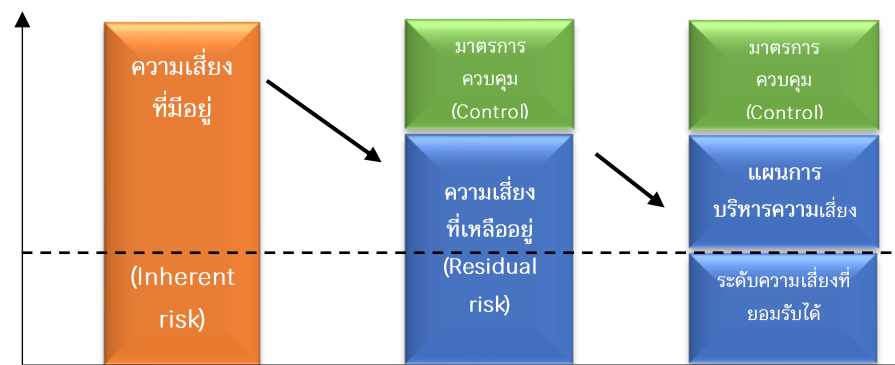 ความเสี่ยง
ที่มีอยู่
(Inherent
risk)
มาตรการ
ควบคุม
(Control)
ความเสี่ยง
ที่เหลืออยู่
(Residual
risk)
มาตรการ
ควบคุม
(Control)
แผนการ
บริหารความเสี่ยง
ระดับความเสี่ยงที่
ยอมรับได้